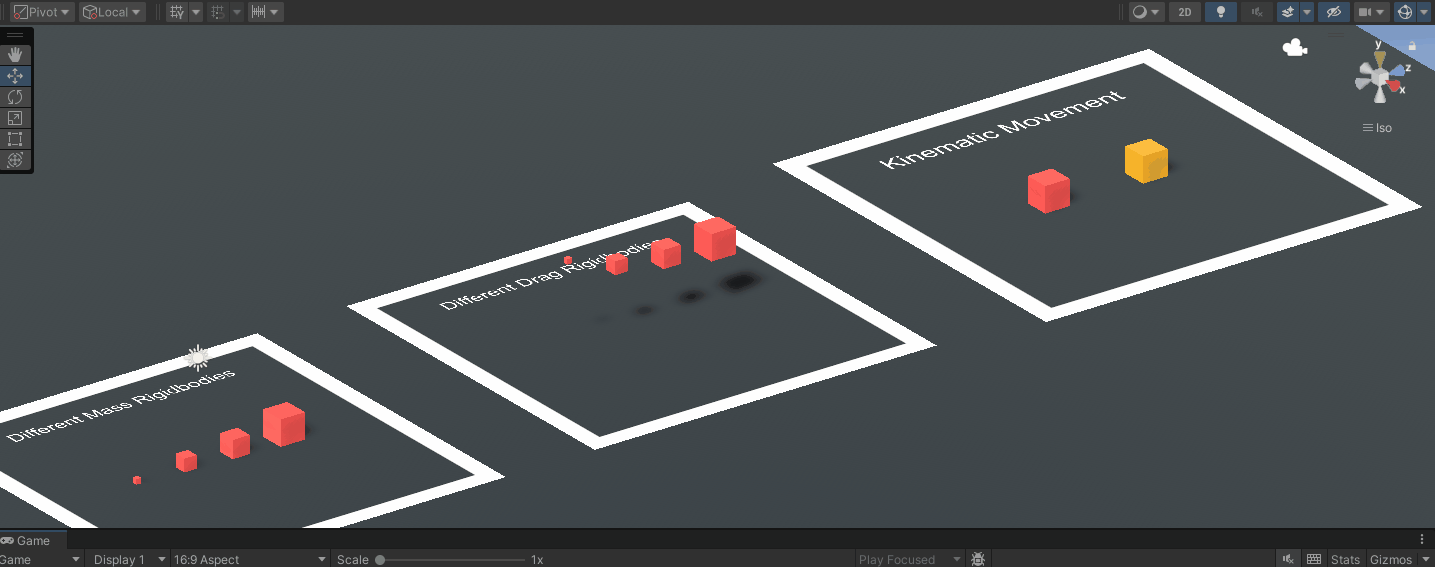 Pivot
Local
2D
y
z
x
Iso
Kinematic Movement
Different Drag Rigidbodies
Different Mass Rigidbodies
Game
Game
Display 1
16:9 Aspect
Scale
1x
Play Focused
Stats
Gizmos